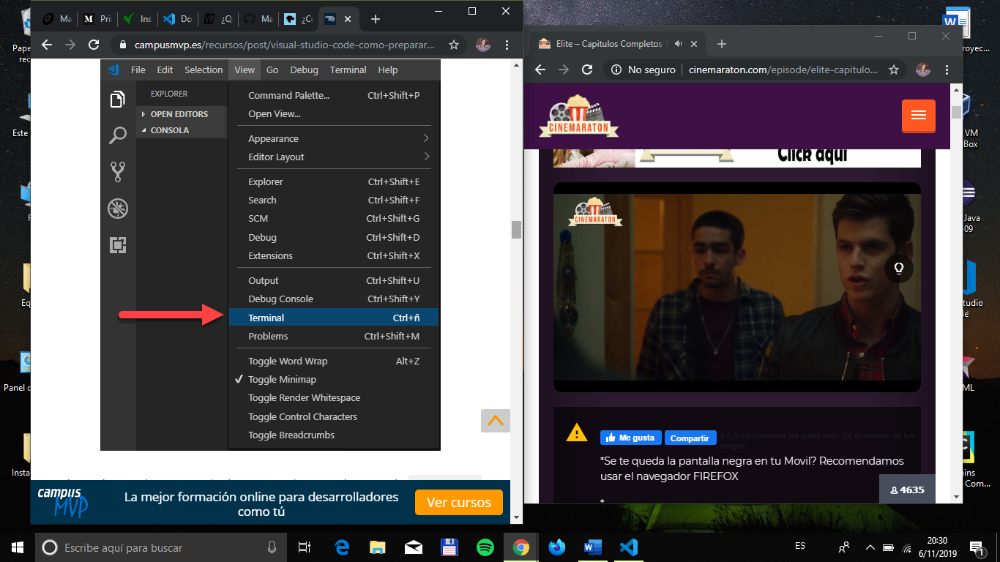 Ma
Pri
Ins
Do
¿Q
Ma
¿Co
campusmvp.es/recursos/post/visual-studio-code-como-preparar...
File Edit Selection View Go Debug Terminal Help
EXPLORER
OPEN EDITORS
CONSOLA
Command Palette... Ctrl+Shift+P
Open View...
Appearance
Editor Layout
Explorer Ctrl+Shift+E
Search Ctrl+Shift+F
SCM Ctrl+Shift+G
Debug Ctrl+Shift+D
Extensions Ctrl+Shift+X
Output Ctrl+Shift+U
Debug Console Ctrl+Shift+Y
Terminal Ctrl+ñ
Problems Ctrl+Shift+M
Toggle Word Wrap Alt+Z
Toggle Minimap
Toggle Render Whitespace
Toggle Control Characters
Toggle Breadcrumbs
campus
MVP
La mejor formación online para desarrolladores
como tú
Ver cursos
Elite – Capitulos Completos
No seguro cinemaraton.com/episode/elite-capitulo...
CINEMARATON
Click aquí
CINEMARATON
Me gusta Compartir A 6,5 mil personas les gusta esto. Sé el primero de tus
amigos.
*Se te queda la pantalla negra en tu Movil? Recomendamos
usar el navegador FIREFOX
*
4635
Pape
rec
Este
Eq
Panel d
Insta
royec...
VM
Box
Java
-09
tudio
ML
ins
Com...
Escribe aquí para buscar
ES
20:30
6/11/2019
1